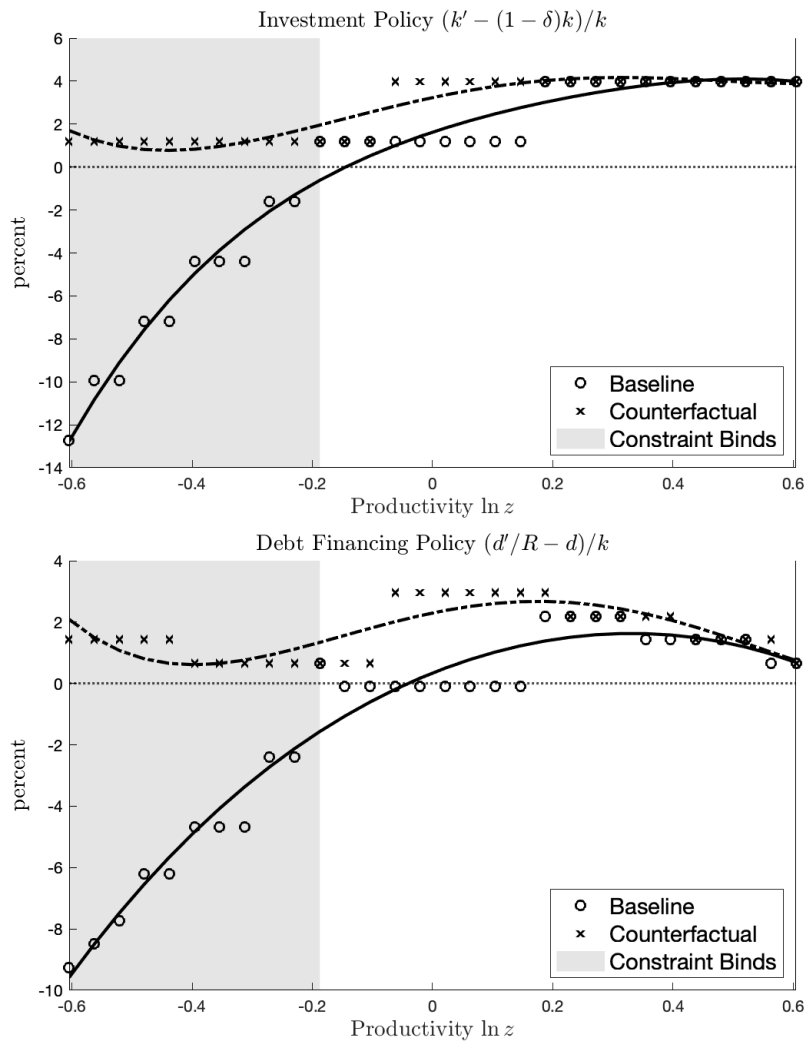 Investment Policy (k′ − (1 − δ)k)/k
6
4
2
0
-2
-4
-6
-8
-10
-12
-14
percent
Baseline
Counterfactual
Constraint Binds
-0.6 -0.4 -0.2 0 0.2 0.4 0.6
Productivity ln z
Debt Financing Policy (d′/R − d)/k
4
2
0
-2
-4
-6
-8
-10
percent
Baseline
Counterfactual
Constraint Binds
-0.6 -0.4 -0.2 0 0.2 0.4 0.6
Productivity ln z